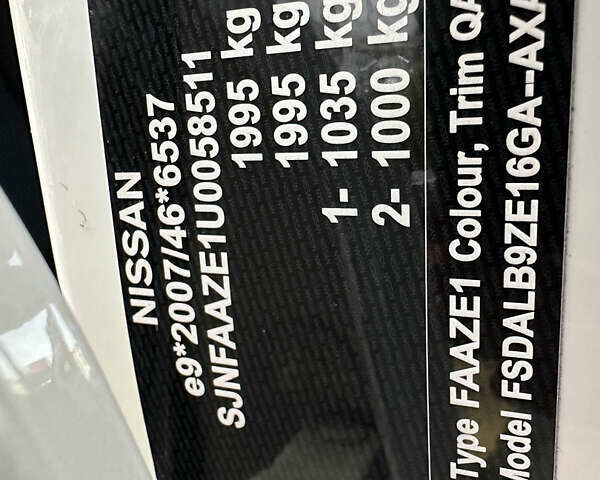 NISSAN
e9*2007/46*6537
SJNFAAZE1U0058511
1995 kg
1995 kg
1- 1035 kg
2- 1000 kg
Type FAAZE1 Colour, Trim QA
Model FSDALB9ZE16GA--AXA